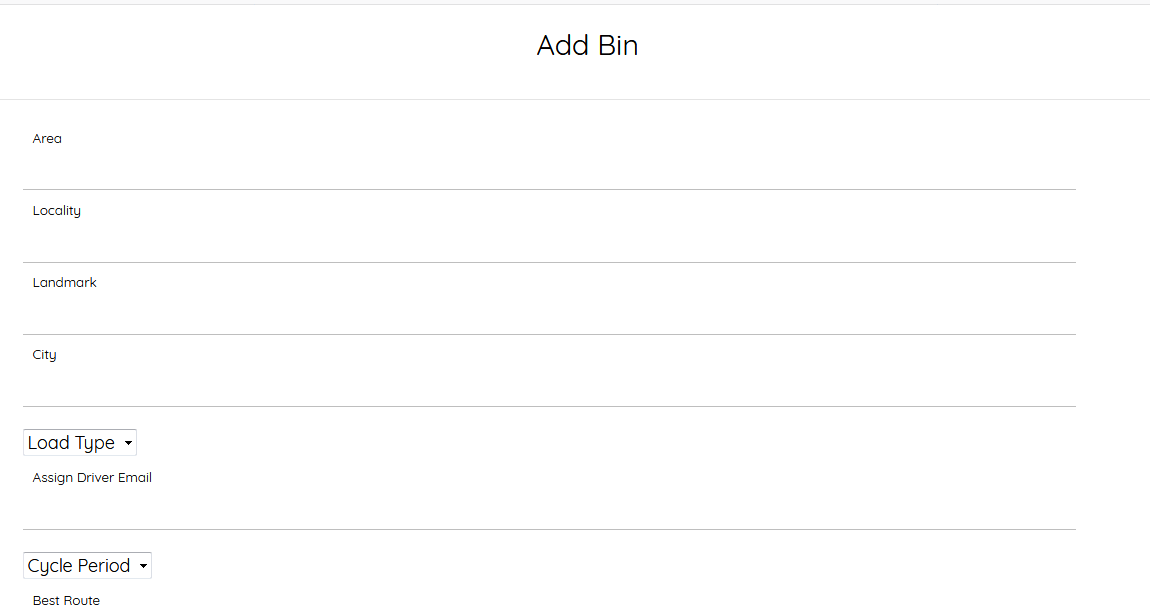 Add Bin
Area
Locality
Landmark
City
Load Type
Assign Driver Email
Cycle Period
Best Route